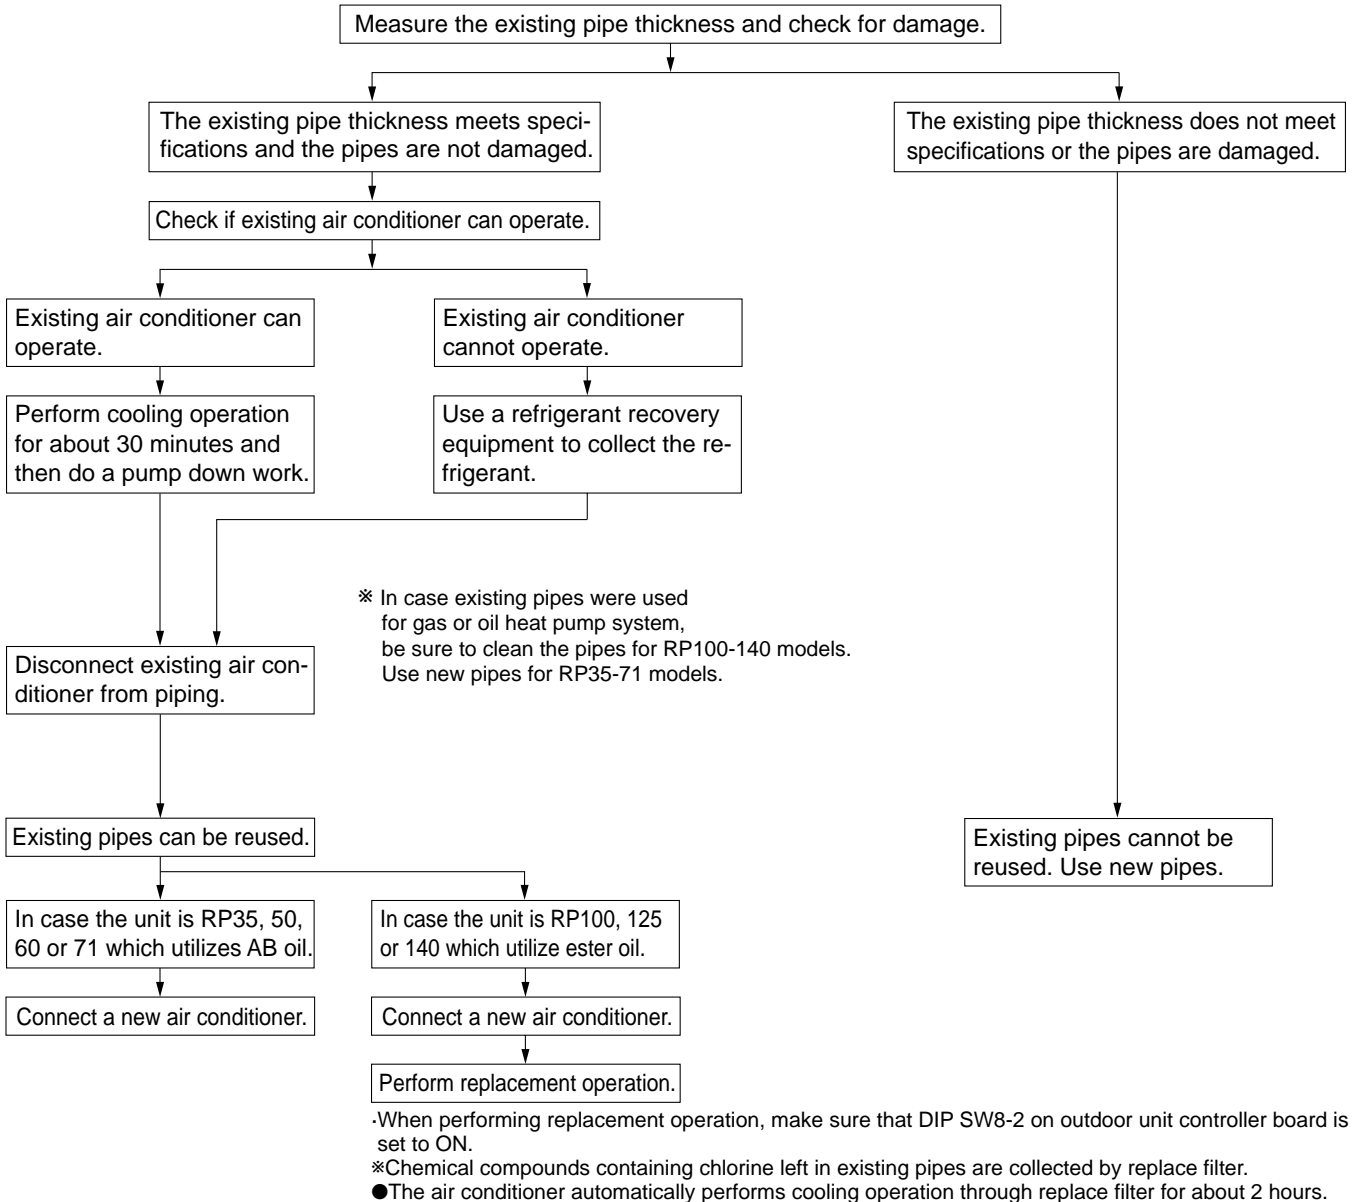 Measure the existing pipe thickness and check for damage.
The existing pipe thickness meets speci-
fications and the pipes are not damaged.
The existing pipe thickness does not meet
specifications or the pipes are damaged.
Check if existing air conditioner can operate.
Existing air conditioner can
operate.
Existing air conditioner
cannot operate.
Perform cooling operation
for about 30 minutes and
then do a pump down work.
Use a refrigerant recovery
equipment to collect the re-
frigerant.
※ In case existing pipes were used
for gas or oil heat pump system,
be sure to clean the pipes for RP100-140 models.
Use new pipes for RP35-71 models.
Disconnect existing air con-
ditioner from piping.
Existing pipes can be reused.
Existing pipes cannot be
reused. Use new pipes.
In case the unit is RP35, 50,
60 or 71 which utilizes AB oil.
In case the unit is RP100, 125
or 140 which utilize ester oil.
Connect a new air conditioner.
Connect a new air conditioner.
Perform replacement operation.
·When performing replacement operation, make sure that DIP SW8-2 on outdoor unit controller board is
set to ON.
※Chemical compounds containing chlorine left in existing pipes are collected by replace filter.
●The air conditioner automatically performs cooling operation through replace filter for about 2 hours.